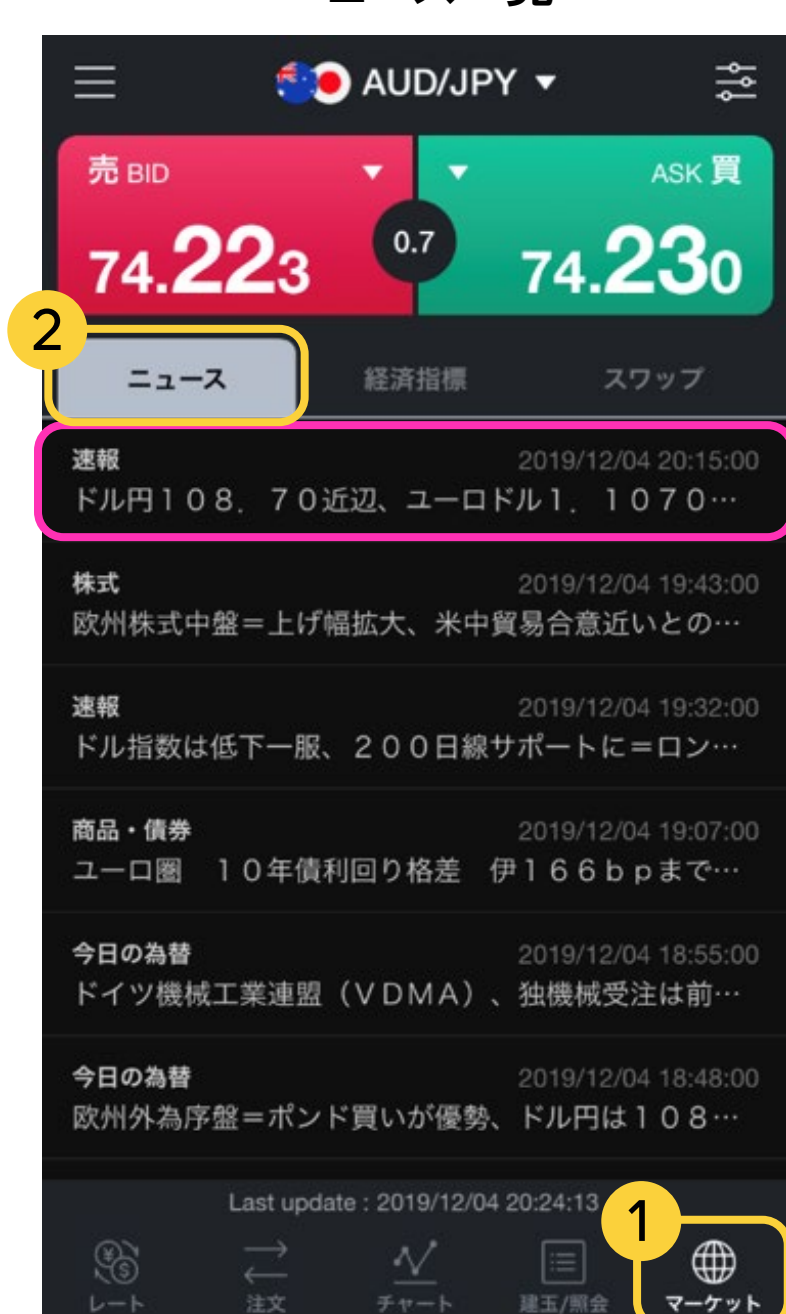 AUD/JPY ▼
売 BID ▼ ▼ ASK 買
74.223 0.7 74.230
2
ニュース 経済指標 スワップ
速報 2019/12/04 20:15:00
ドル円108.70近辺、ユーロドル1.1070…
株式 2019/12/04 19:43:00
欧州株式中盤=上げ幅拡大、米中貿易合意近いとの…
速報 2019/12/04 19:32:00
ドル指数は低下一服、200日線サポートに=ロン…
商品・債券 2019/12/04 19:07:00
ユーロ圏 10年債利回り格差 伊166bpまで…
今日の為替 2019/12/04 18:55:00
ドイツ機械工業連盟(VDMA)、独機械受注は前…
今日の為替 2019/12/04 18:48:00
欧州外為序盤=ポンド買いが優勢、ドル円は108…
Last update : 2019/12/04 20:24:13
1
レート 注文 チャート 建玉/照会 マーケット